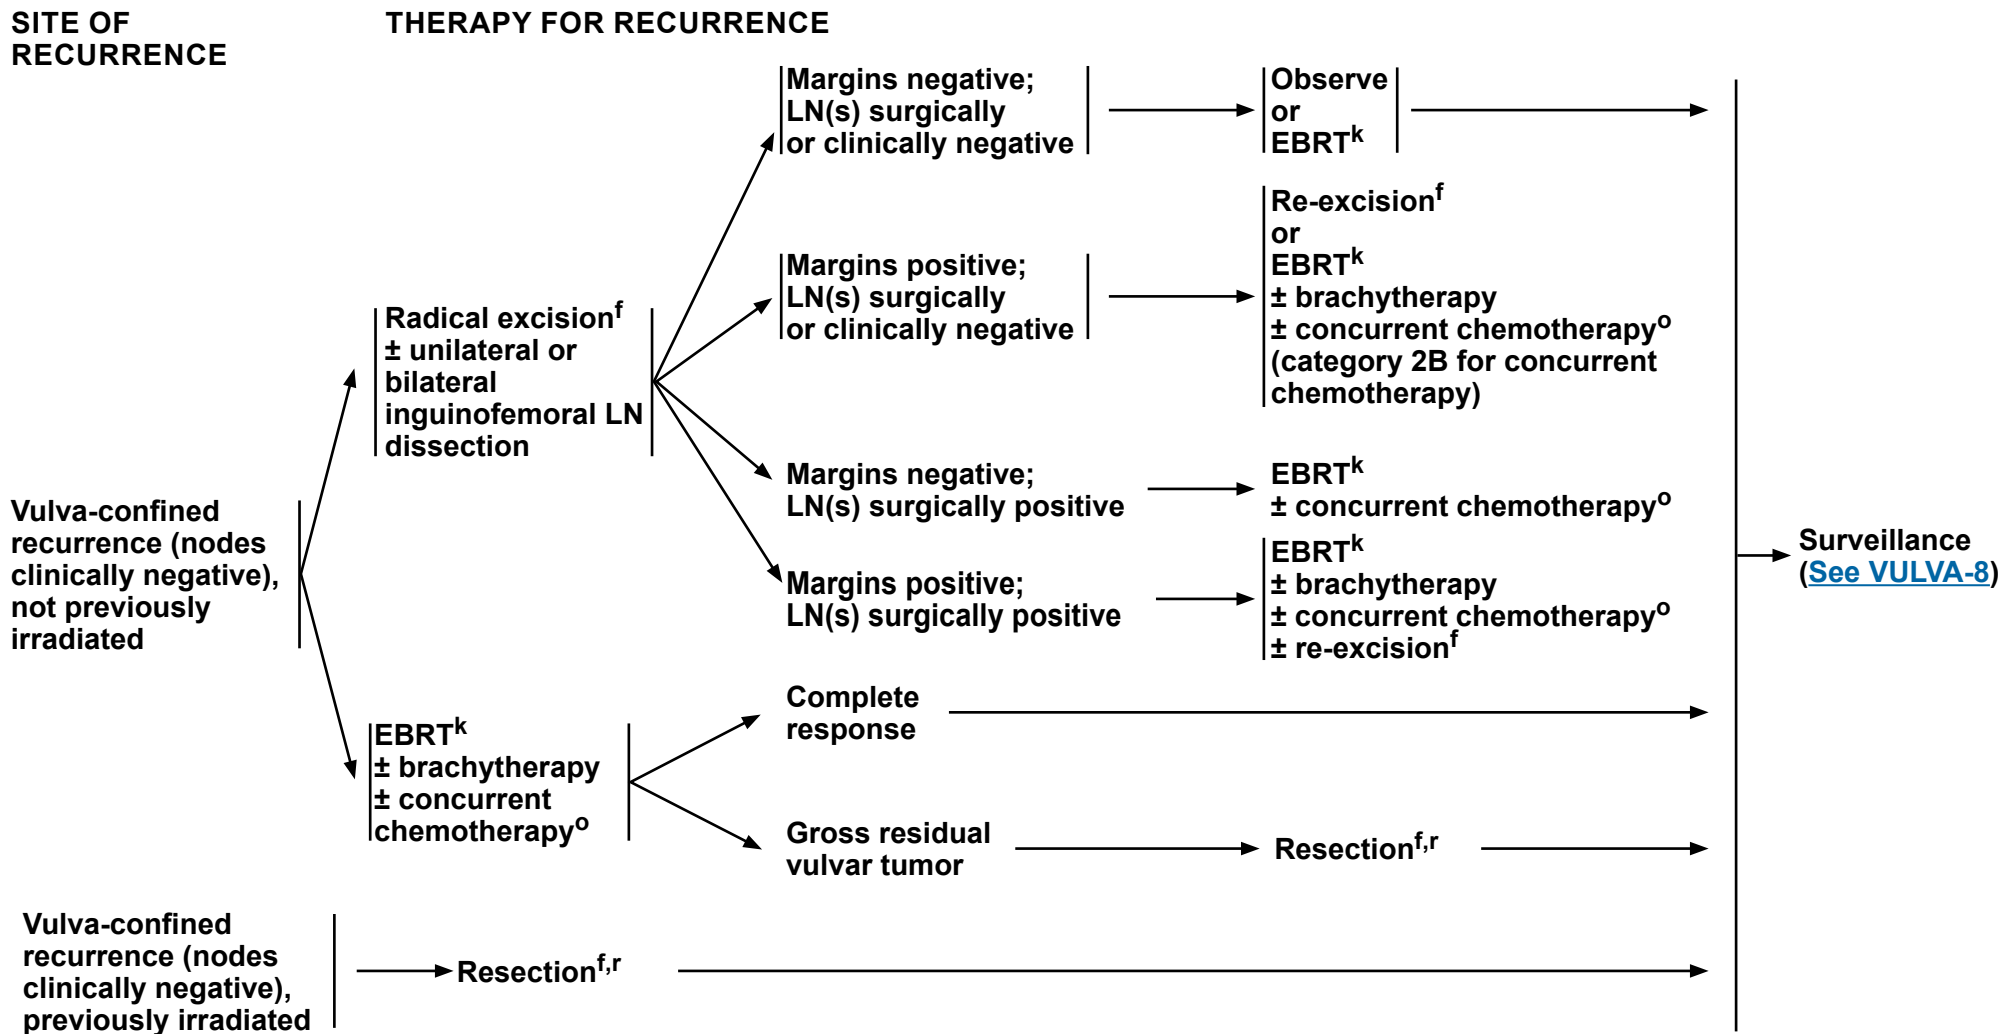 SITE OF
RECURRENCE
THERAPY FOR RECURRENCE
Vulva-confined
recurrence (nodes
clinically negative),
not previously
irradiated
Radical excisionᶠ
± unilateral or
bilateral
inguinofemoral LN
dissection
Margins negative;
LN(s) surgically
or clinically negative
Observe
or
EBRTᵏ
Margins positive;
LN(s) surgically
or clinically negative
Re-excisionᶠ
or
EBRTᵏ
± brachytherapy
± concurrent chemotherapyᵒ
(category 2B for concurrent
chemotherapy)
Margins negative;
LN(s) surgically positive
EBRTᵏ
± concurrent chemotherapyᵒ
Margins positive;
LN(s) surgically positive
EBRTᵏ
± brachytherapy
± concurrent chemotherapyᵒ
± re-excisionᶠ
EBRTᵏ
± brachytherapy
± concurrent
chemotherapyᵒ
Complete
response
Gross residual
vulvar tumor
Resectionᶠ,ʳ
Vulva-confined
recurrence (nodes
clinically negative),
previously irradiated
Resectionᶠ,ʳ
Surveillance
(See VULVA-8)